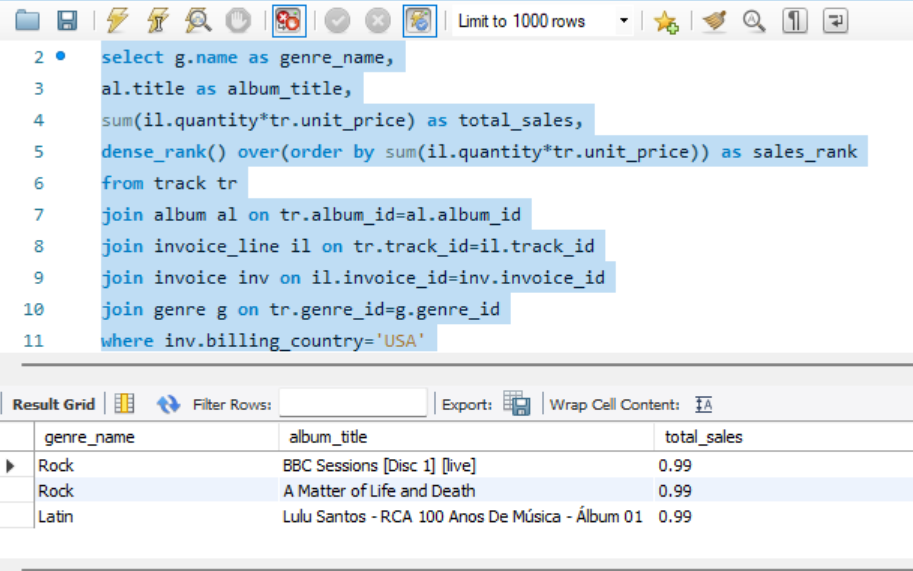 Limit to 1000 rows
2 select g.name as genre_name,
3 al.title as album_title,
4 sum(il.quantity*tr.unit_price) as total_sales,
5 dense_rank() over(order by sum(il.quantity*tr.unit_price)) as sales_rank
6 from track tr
7 join album al on tr.album_id=al.album_id
8 join invoice_line il on tr.track_id=il.track_id
9 join invoice inv on il.invoice_id=inv.invoice_id
10 join genre g on tr.genre_id=g.genre_id
11 where inv.billing_country='USA'
Result Grid Filter Rows: Export: Wrap Cell Content:
genre_name album_title total_sales
Rock BBC Sessions [Disc 1] [live] 0.99
Rock A Matter of Life and Death 0.99
Latin Lulu Santos - RCA 100 Anos De Música - Álbum 01 0.99